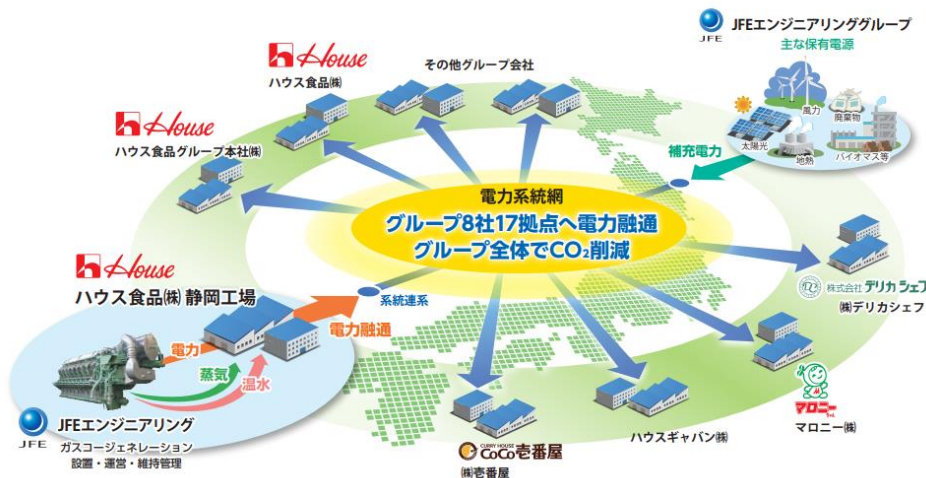 JFE
JFEエンジニアリンググループ
主な保有電源
風力
廃棄物
太陽光
地熱
バイオマス等
補充電力
House
ハウス食品㈱
その他グループ会社
House
ハウス食品グループ本社㈱
電力系統網
グループ8社17拠点へ電力融通
グループ全体でCO₂削減
House
ハウス食品㈱ 静岡工場
系統連系
電力融通
電力
蒸気
温水
JFE
JFEエンジニアリング
ガスコージェネレーション
設置・運営・維持管理
株式会社 デリカシェフ
㈱デリカシェフ
マロニー
マロニー㈱
ハウスギャバン㈱
CURRY HOUSE
CoCo壱番屋
㈱壱番屋